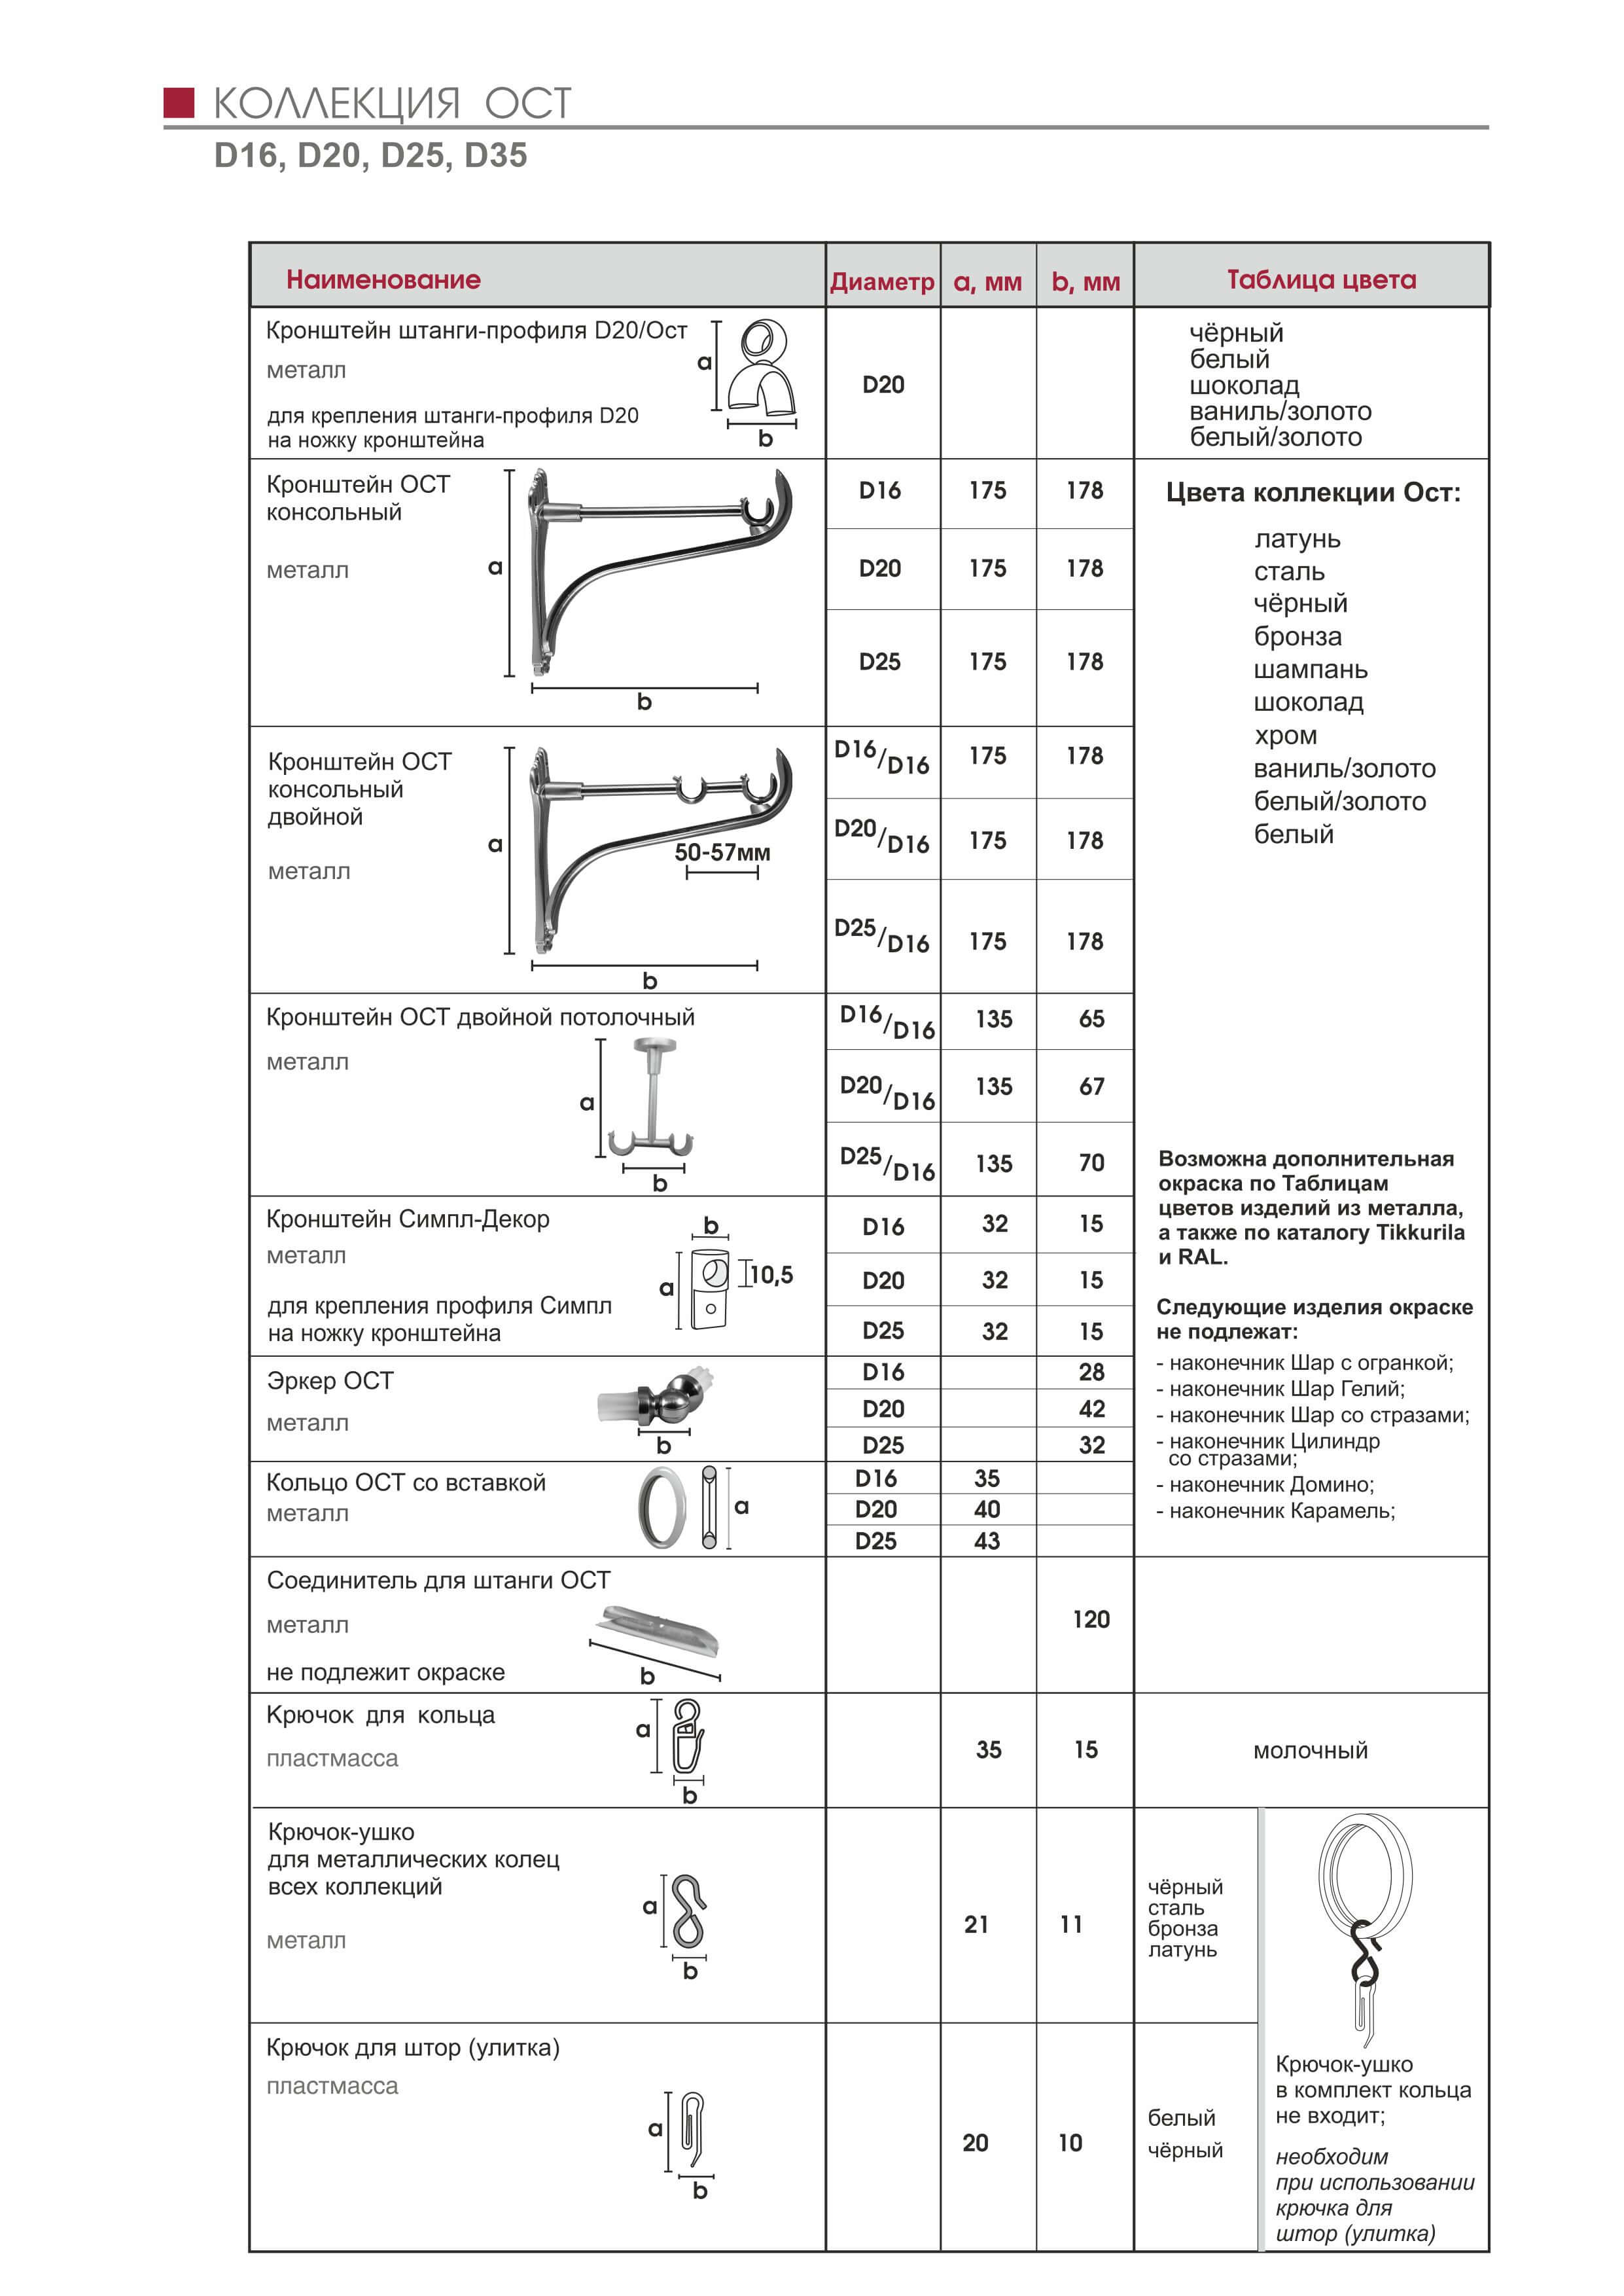 КОЛЛЕКЦИЯ ОСТ
D16, D20, D25, D35
Наименование
Диаметр
a, мм
b, мм
Таблица цвета
Кронштейн штанги-профиля D20/Ост
металл
для крепления штанги-профиля D20
на ножку кронштейна
a
b
D20
чёрный
белый
шоколад
ваниль/золото
белый/золото
Кронштейн ОСТ
консольный
металл
a
b
D16 175 178
D20 175 178
D25 175 178
Цвета коллекции Ост:
латунь
сталь
чёрный
бронза
шампань
шоколад
хром
ваниль/золото
белый/золото
белый
Кронштейн ОСТ
консольный
двойной
металл
a
50-57мм
b
D16/D16 175 178
D20/D16 175 178
D25/D16 175 178
Кронштейн ОСТ двойной потолочный
металл
a
b
D16/D16 135 65
D20/D16 135 67
D25/D16 135 70
Возможна дополнительная
окраска по Таблицам
цветов изделий из металла,
а также по каталогу Tikkurila
и RAL.
Кронштейн Симпл-Декор
металл
для крепления профиля Симпл
на ножку кронштейна
b
a
10,5
D16 32 15
D20 32 15
D25 32 15
Следующие изделия окраске
не подлежат:
- наконечник Шар с огранкой;
- наконечник Шар Гелий;
- наконечник Шар со стразами;
- наконечник Цилиндр
со стразами;
- наконечник Домино;
- наконечник Карамель;
Эркер ОСТ
металл
b
D16 28
D20 42
D25 32
Кольцо ОСТ со вставкой
металл
a
D16 35
D20 40
D25 43
Соединитель для штанги ОСТ
металл
не подлежит окраске
b
120
Крючок для кольца
пластмасса
a
b
35 15
молочный
Крючок-ушко
для металлических колец
всех коллекций
металл
a
b
21 11
чёрный
сталь
бронза
латунь
Крючок для штор (улитка)
пластмасса
a
b
20 10
белый
чёрный
Крючок-ушко
в комплект кольца
не входит;
необходим
при использовании
крючка для
штор (улитка)